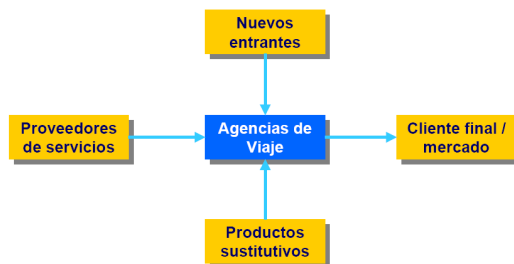 Nuevos
entrantes
Proveedores
de servicios
Agencias de
Viaje
Cliente final /
mercado
Productos
sustitutivos